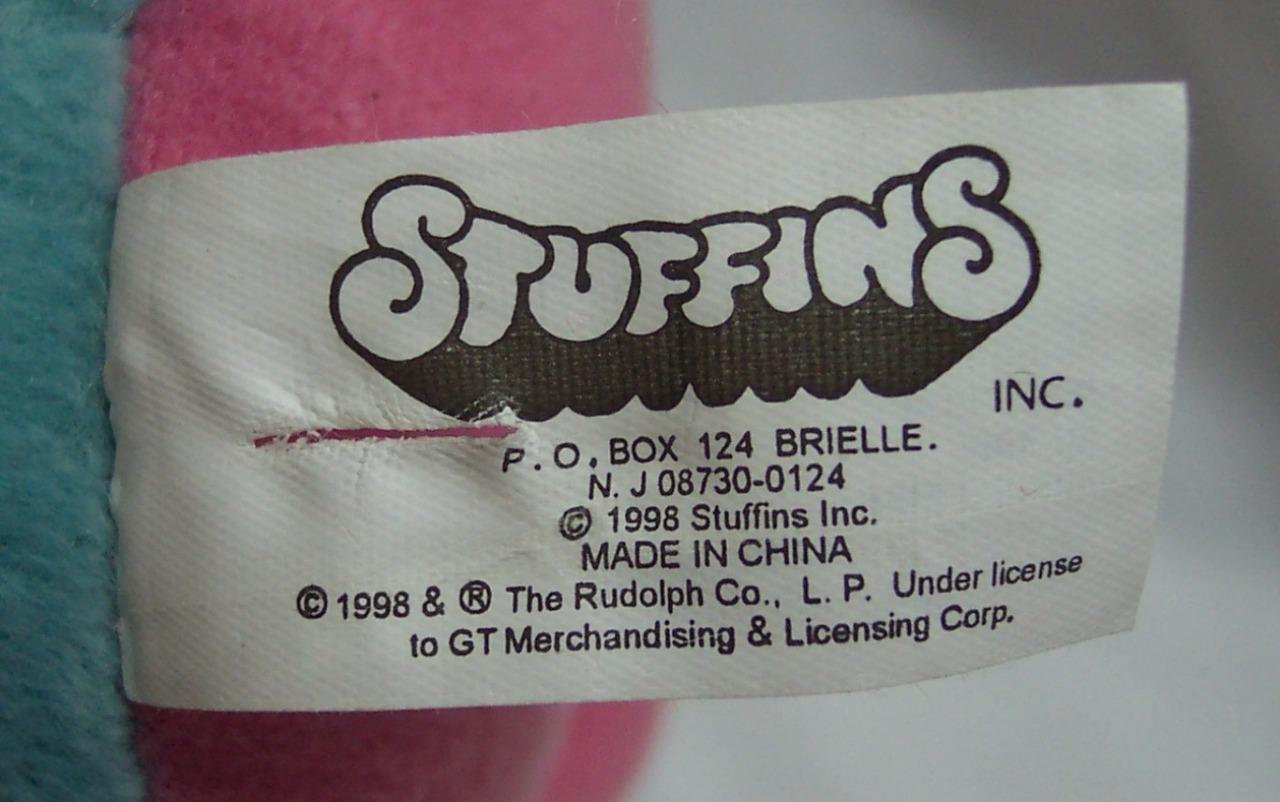 STUFFINS
INC.
P.O. BOX 124 BRIELLE.
N. J 08730-0124
© 1998 Stuffins Inc.
MADE IN CHINA
© 1998 & ® The Rudolph Co., L. P. Under license
to GT Merchandising & Licensing Corp.